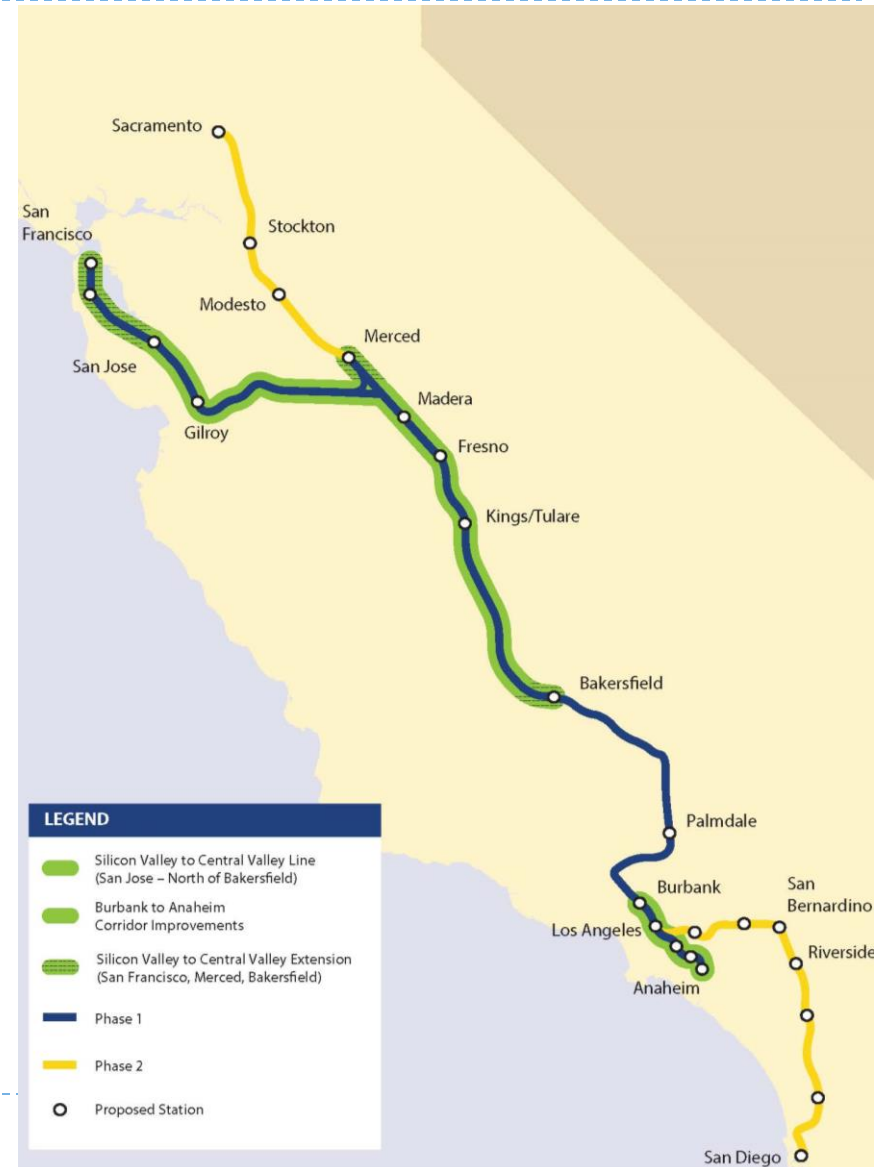 Sacramento
San
Francisco
Stockton
Modesto
Merced
San Jose
Madera
Gilroy
Fresno
Kings/Tulare
Bakersfield
Palmdale
Burbank
San
Bernardino
Los Angeles
Riverside
Anaheim
San Diego
LEGEND
Silicon Valley to Central Valley Line
(San Jose – North of Bakersfield)
Burbank to Anaheim
Corridor Improvements
Silicon Valley to Central Valley Extension
(San Francisco, Merced, Bakersfield)
Phase 1
Phase 2
Proposed Station